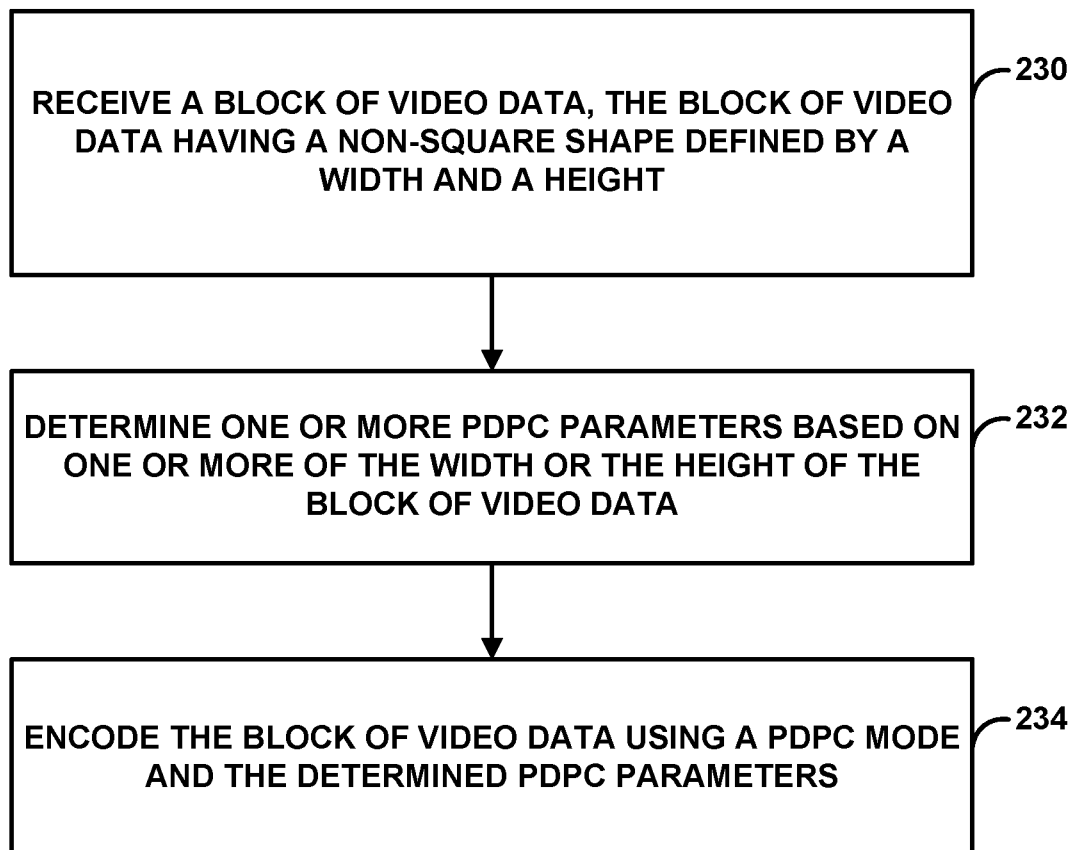 RECEIVE A BLOCK OF VIDEO DATA, THE BLOCK OF VIDEO
DATA HAVING A NON-SQUARE SHAPE DEFINED BY A
WIDTH AND A HEIGHT
230
DETERMINE ONE OR MORE PDPC PARAMETERS BASED ON
ONE OR MORE OF THE WIDTH OR THE HEIGHT OF THE
BLOCK OF VIDEO DATA
232
ENCODE THE BLOCK OF VIDEO DATA USING A PDPC MODE
AND THE DETERMINED PDPC PARAMETERS
234